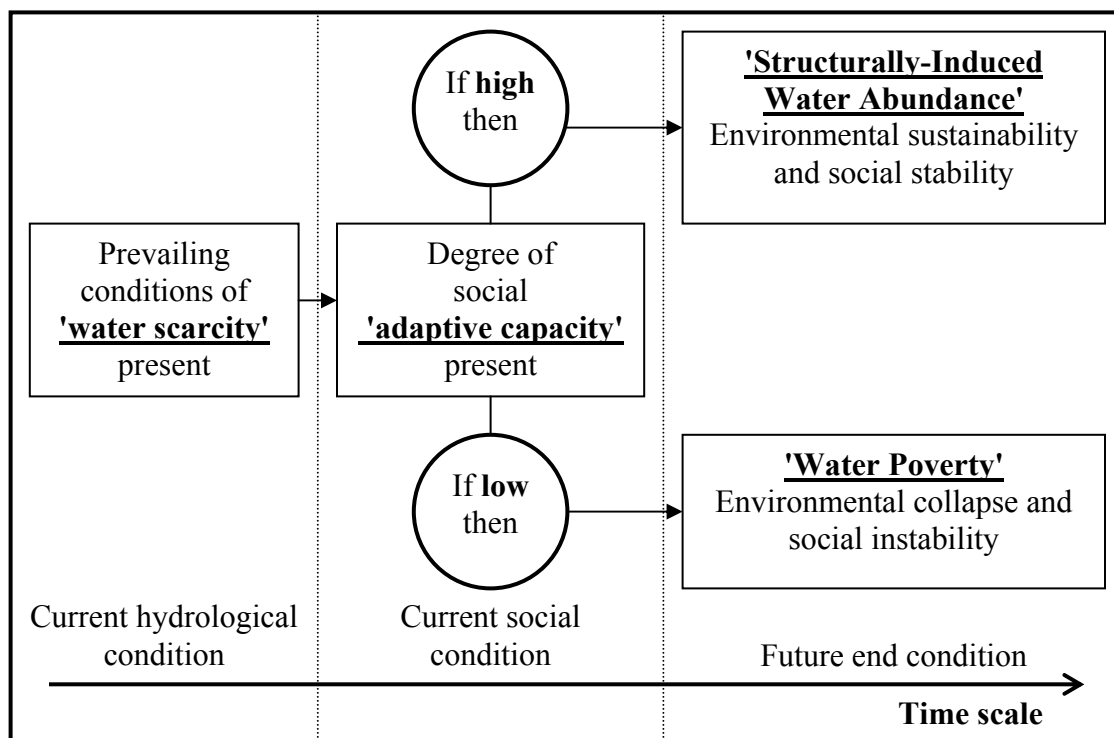 If high
then
'Structurally-Induced
Water Abundance'
Environmental sustainability
and social stability
Prevailing
conditions of
'water scarcity'
present
Degree of
social
'adaptive capacity'
present
If low
then
'Water Poverty'
Environmental collapse and
social instability
Current hydrological
condition
Current social
condition
Future end condition
Time scale